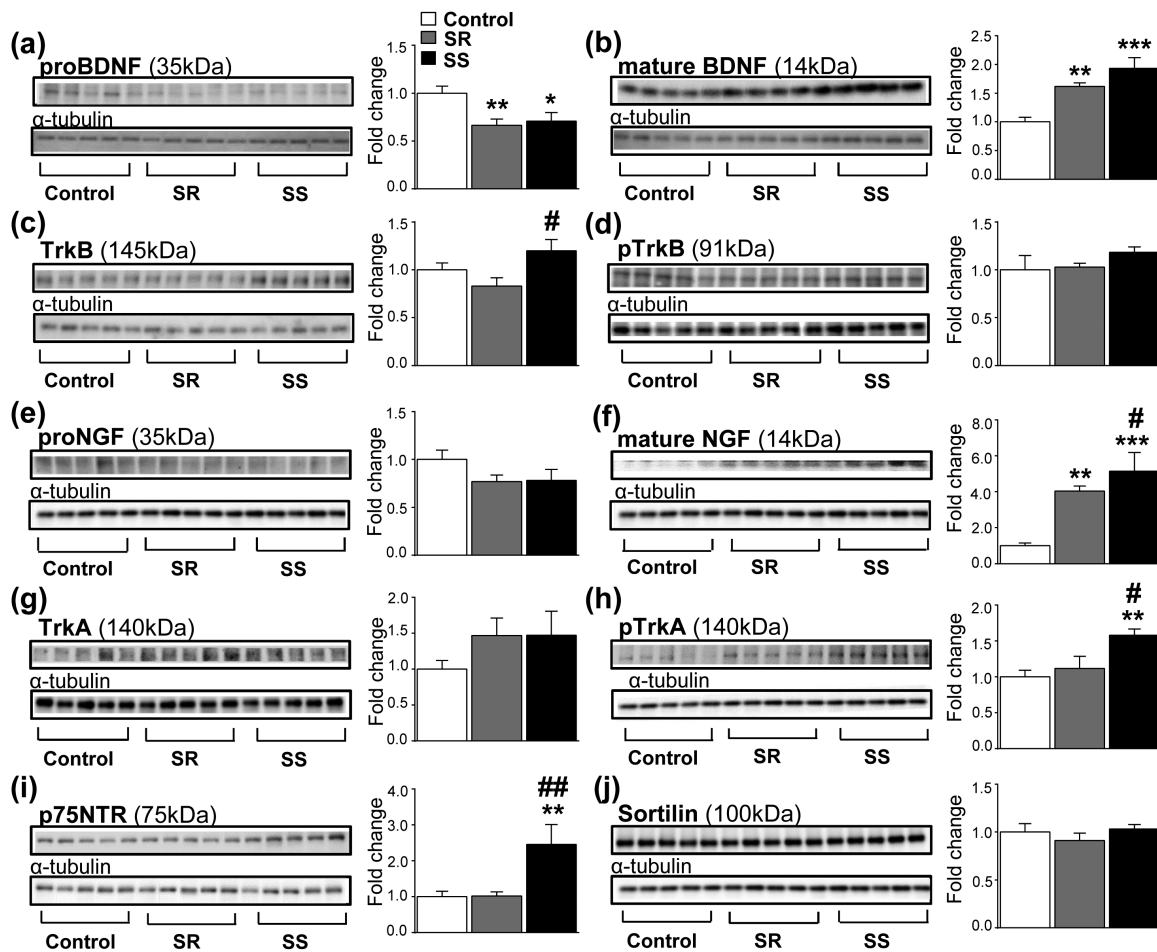 Control
SR
SS
(a)
proBDNF (35kDa)
α-tubulin
Control SR SS
Fold change
1.5
1.0
0.5
0.0
**
*
(b)
mature BDNF (14kDa)
α-tubulin
Control SR SS
Fold change
2.5
2.0
1.5
1.0
0.5
0.0
**
***
(c)
TrkB (145kDa)
α-tubulin
Control SR SS
Fold change
1.5
1.0
0.5
0.0
#
(d)
pTrkB (91kDa)
α-tubulin
Control SR SS
Fold change
1.5
1.0
0.5
0.0
(e)
proNGF (35kDa)
α-tubulin
Control SR SS
Fold change
1.5
1.0
0.5
0.0
(f)
mature NGF (14kDa)
α-tubulin
Control SR SS
Fold change
8.0
6.0
4.0
2.0
0.0
**
#
***
(g)
TrkA (140kDa)
α-tubulin
Control SR SS
Fold change
2.0
1.5
1.0
0.5
0.0
(h)
pTrkA (140kDa)
α-tubulin
Control SR SS
Fold change
2.0
1.5
1.0
0.5
0.0
#
**
(i)
p75NTR (75kDa)
α-tubulin
Control SR SS
Fold change
4.0
3.0
2.0
1.0
0.0
##
**
(j)
Sortilin (100kDa)
α-tubulin
Control SR SS
Fold change
1.5
1.0
0.5
0.0